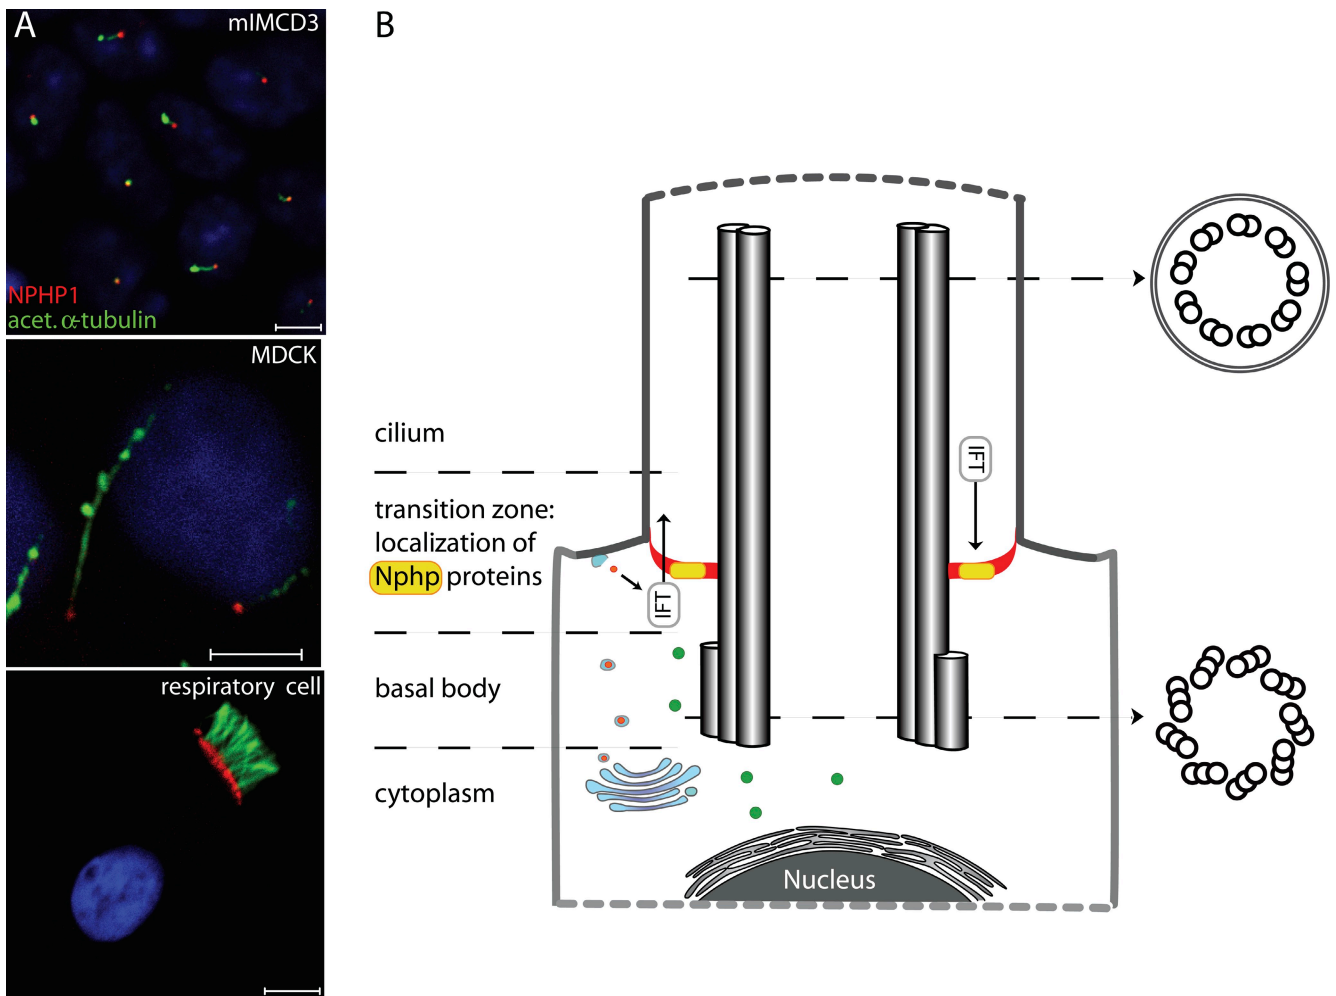 A
mIMCD3
NPHP1
acet. α-tubulin
MDCK
respiratory cell
B
cilium
transition zone:
localization of
Nphp proteins
basal body
cytoplasm
IFT
IFT
Nucleus